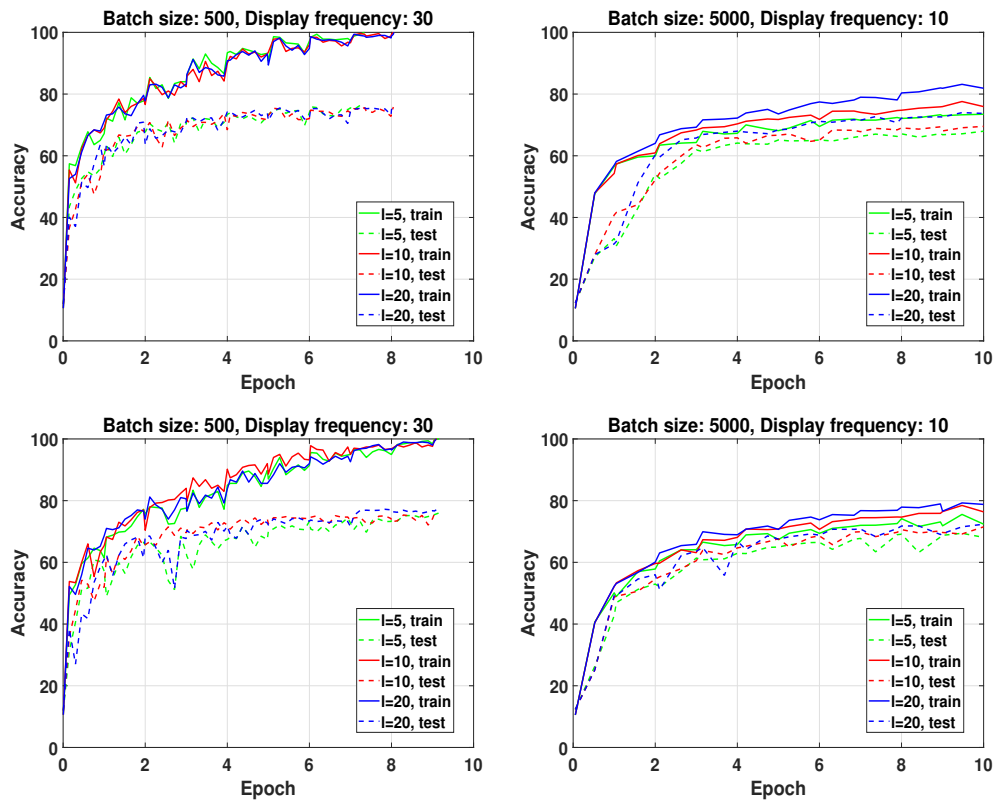 Batch size: 500, Display frequency: 30
100
80
60
40
20
0
Accuracy
0 2 4 6 8 10
Epoch
l=5, train
l=5, test
l=10, train
l=10, test
l=20, train
l=20, test
Batch size: 5000, Display frequency: 10
100
80
60
40
20
0
Accuracy
0 2 4 6 8 10
Epoch
l=5, train
l=5, test
l=10, train
l=10, test
l=20, train
l=20, test
Batch size: 500, Display frequency: 30
100
80
60
40
20
0
Accuracy
0 2 4 6 8 10
Epoch
l=5, train
l=5, test
l=10, train
l=10, test
l=20, train
l=20, test
Batch size: 5000, Display frequency: 10
100
80
60
40
20
0
Accuracy
0 2 4 6 8 10
Epoch
l=5, train
l=5, test
l=10, train
l=10, test
l=20, train
l=20, test